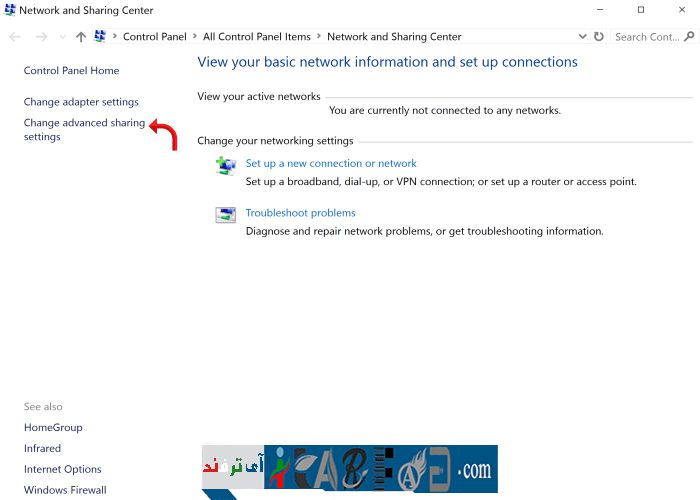 Network and Sharing Center
Control Panel > All Control Panel Items > Network and Sharing Center
Search Cont...
Control Panel Home
Change adapter settings
Change advanced sharing
settings
View your basic network information and set up connections
View your active networks
You are currently not connected to any networks.
Change your networking settings
Set up a new connection or network
Set up a broadband, dial-up, or VPN connection; or set up a router or access point.
Troubleshoot problems
Diagnose and repair network problems, or get troubleshooting information.
See also
HomeGroup
Infrared
Internet Options
Windows Firewall
آی ترفند
.com